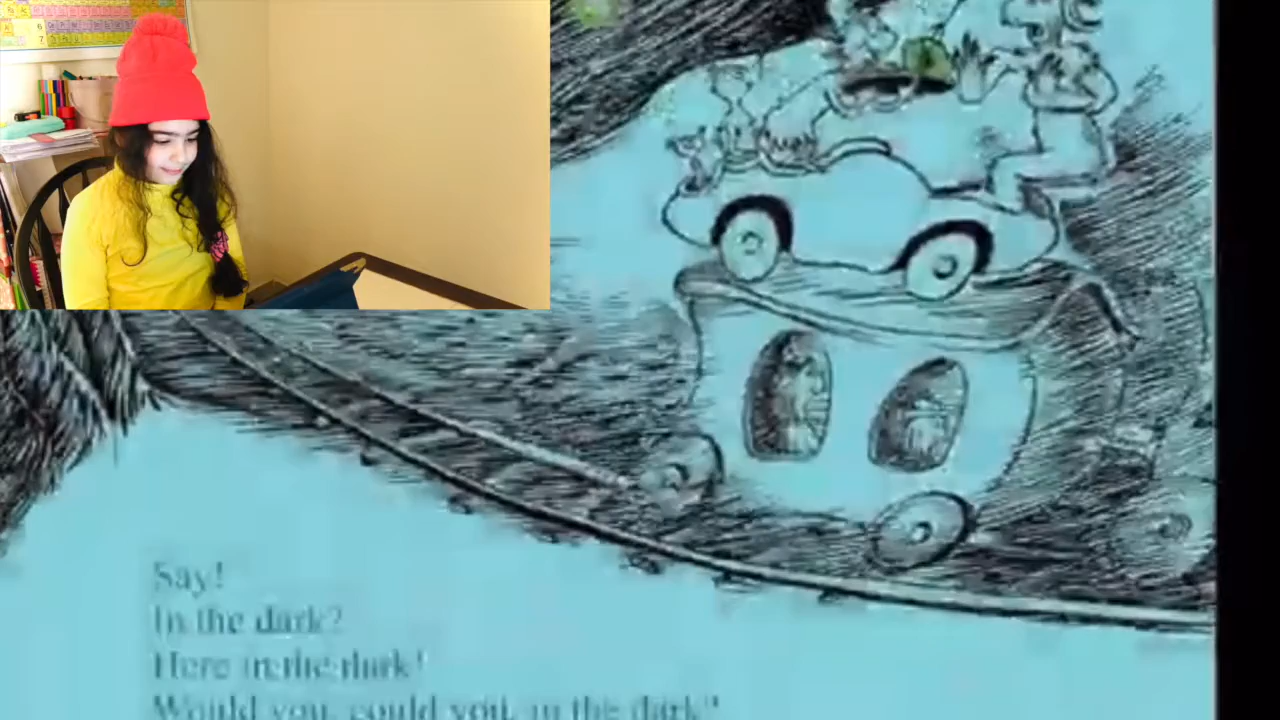 Say!
In the dark?
Here in the dark!
Would you, could you, in the dark?